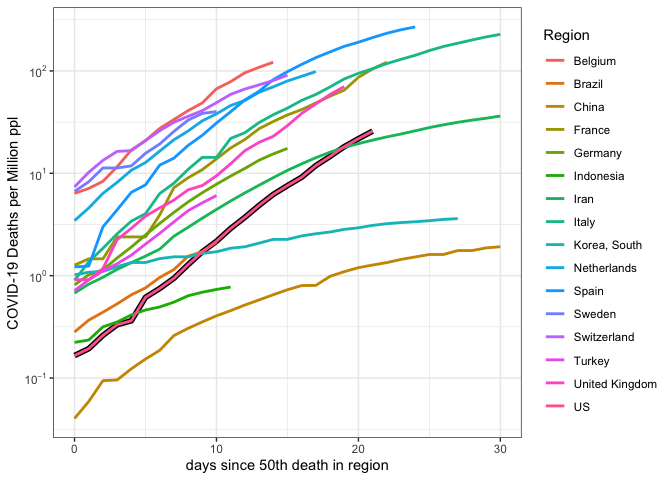 COVID-19 Deaths per Million ppl
10²
10¹
10⁰
10⁻¹
0
10
20
30
days since 50th death in region
Region
Belgium
Brazil
China
France
Germany
Indonesia
Iran
Italy
Korea, South
Netherlands
Spain
Sweden
Switzerland
Turkey
United Kingdom
US